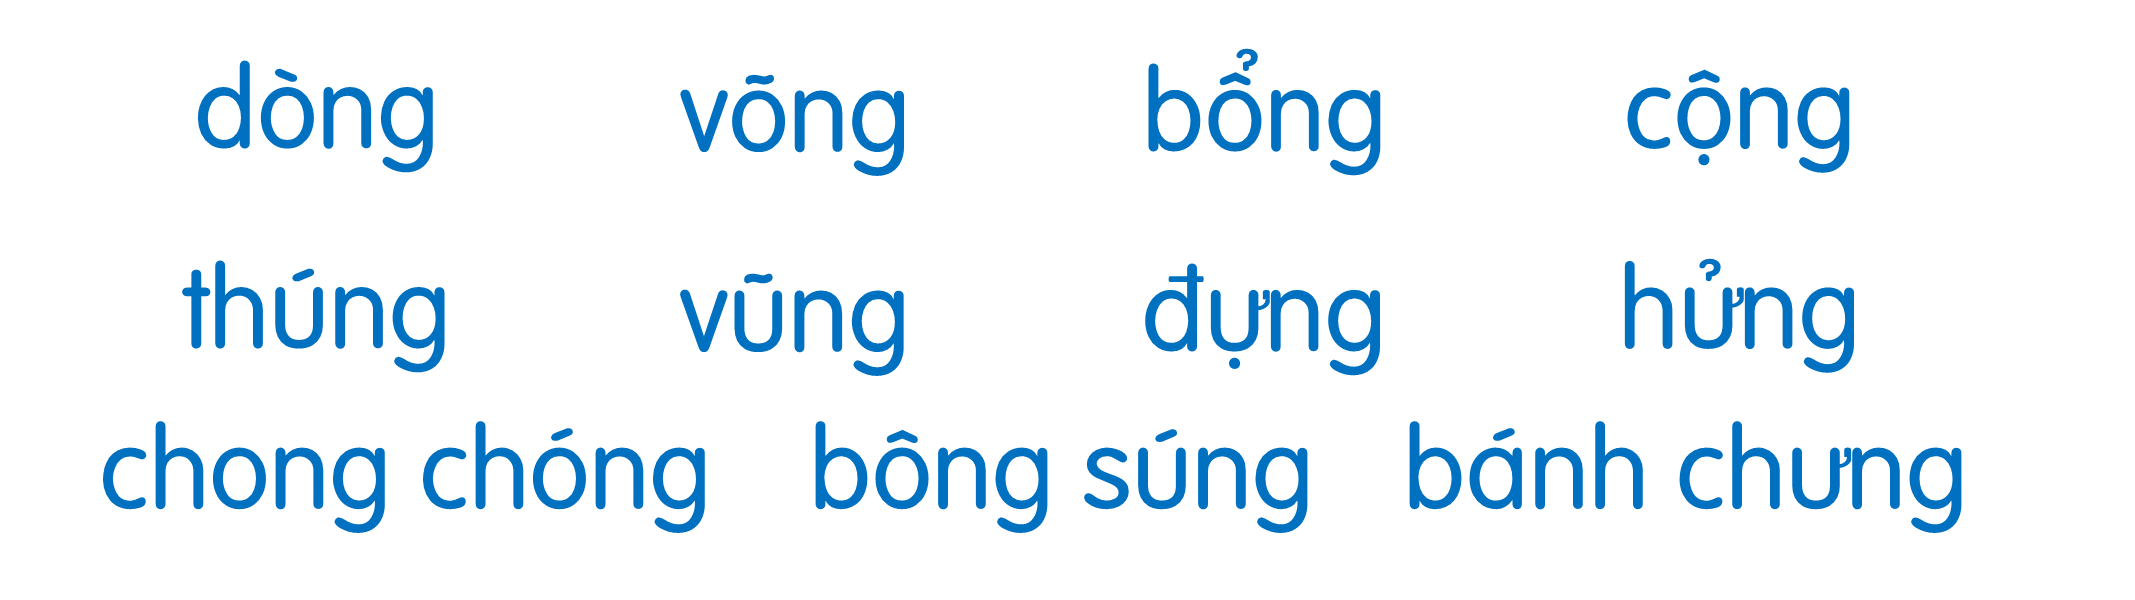 dòng võng bổng cộng
thúng vũng đựng hửng
chong chóng bông súng bánh chưng